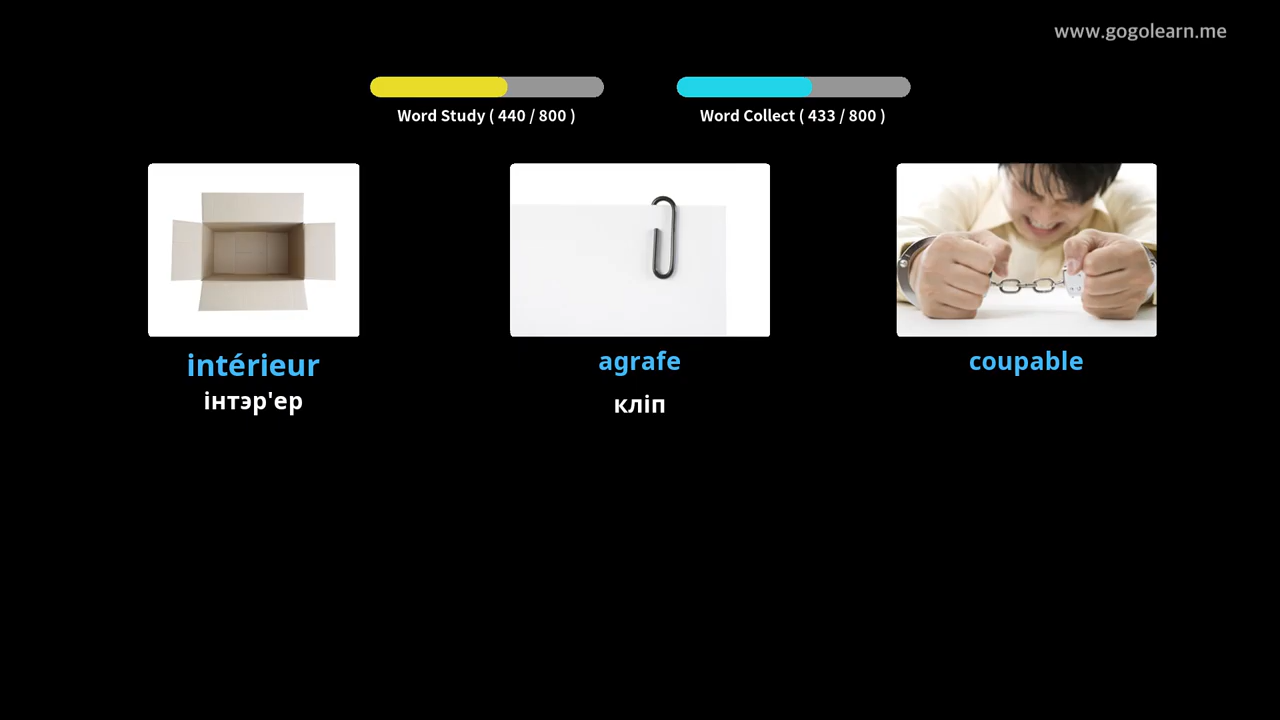 www.gogolearn.me
Word Study ( 440 / 800 )
Word Collect ( 433 / 800 )
intérieur
інтэр'ер
agrafe
кліп
coupable